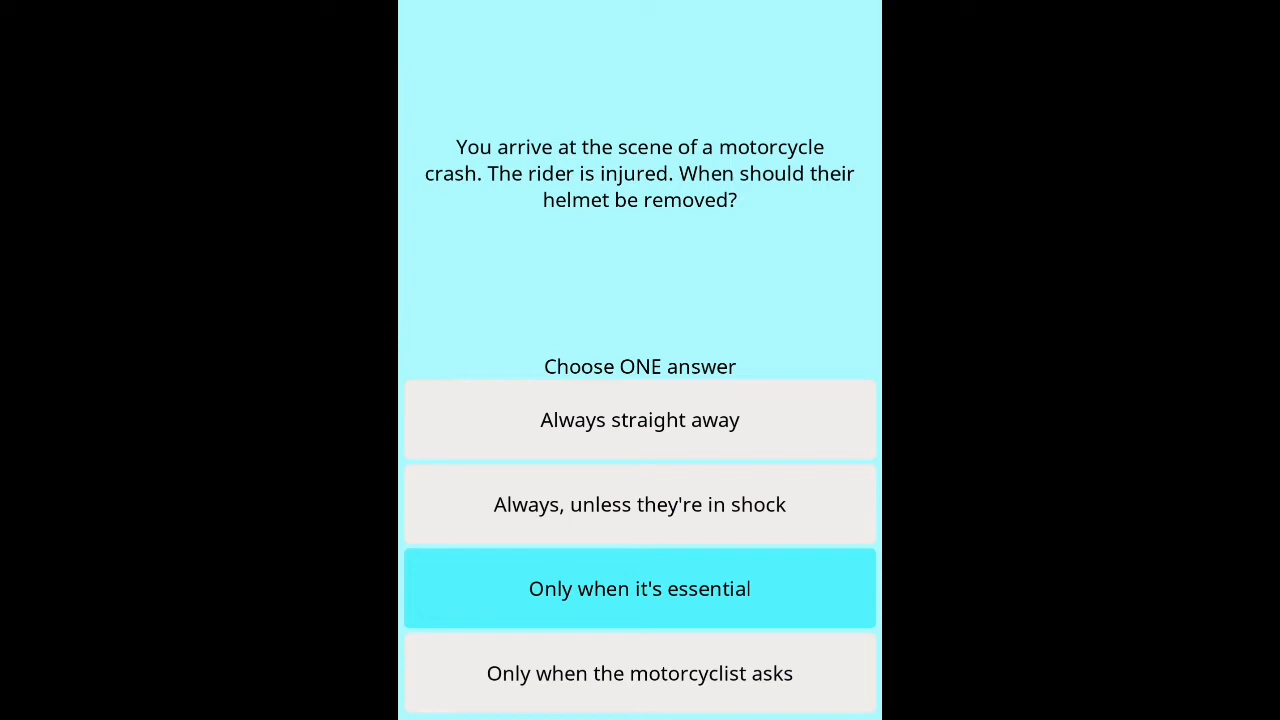 You arrive at the scene of a motorcycle
crash. The rider is injured. When should their
helmet be removed?
Choose ONE answer
Always straight away
Always, unless they're in shock
Only when it's essential
Only when the motorcyclist asks